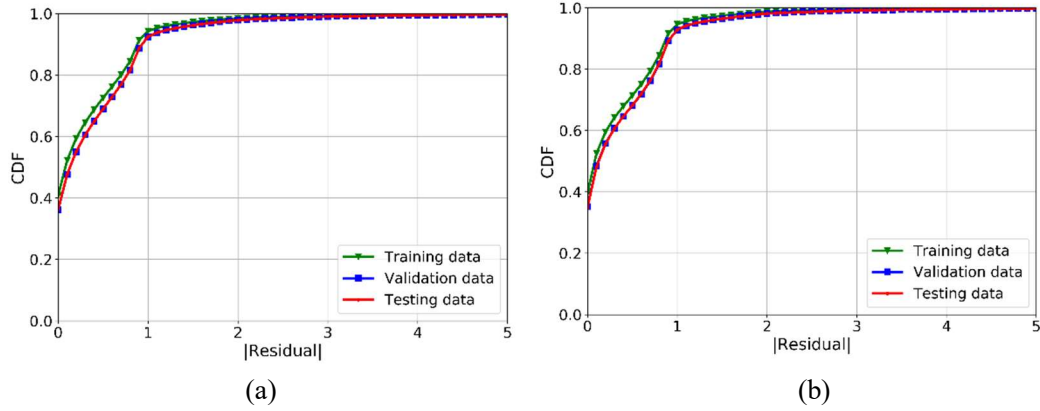 1.0
0.8
0.6
0.4
0.2
0.0
CDF
0 1 2 3 4 5
|Residual|
Training data
Validation data
Testing data
(a)
1.0
0.8
0.6
0.4
0.2
0.0
CDF
0 1 2 3 4 5
|Residual|
Training data
Validation data
Testing data
(b)